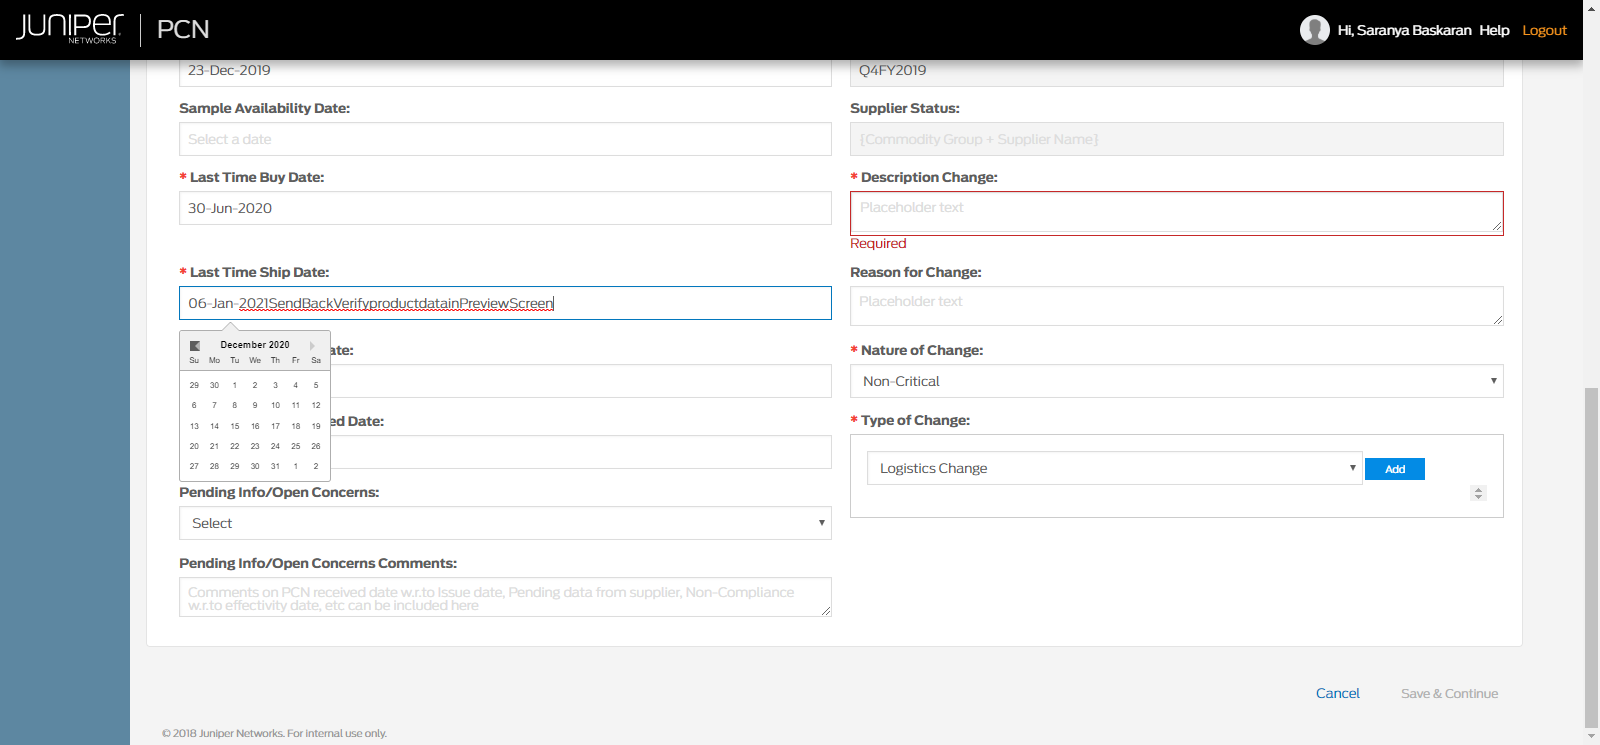 JUNIPER
NETWORKS
PCN
Hi, Saranya Baskaran Help Logout
23-Dec-2019
Q4FY2019
Sample Availability Date:
Select a date
Supplier Status:
[Commodity Group + Supplier Name]
* Last Time Buy Date:
30-Jun-2020
* Description Change:
Placeholder text
Required
* Last Time Ship Date:
06-Jan-2021SendBackVerifyproductdatainPreviewScreen
Reason for Change:
Placeholder text
December 2020
Su Mo Tu We Th Fr Sa
29 30 1 2 3 4 5
6 7 8 9 10 11 12
13 14 15 16 17 18 19
20 21 22 23 24 25 26
27 28 29 30 31 1 2
ate:
ed Date:
* Nature of Change:
Non-Critical
* Type of Change:
Logistics Change
Add
Pending Info/Open Concerns:
Select
Pending Info/Open Concerns Comments:
Comments on PCN received date w.r.to Issue date, Pending data from supplier, Non-Compliance
w.r.to effectivity date, etc can be included here
Cancel
Save & Continue
© 2018 Juniper Networks. For internal use only.